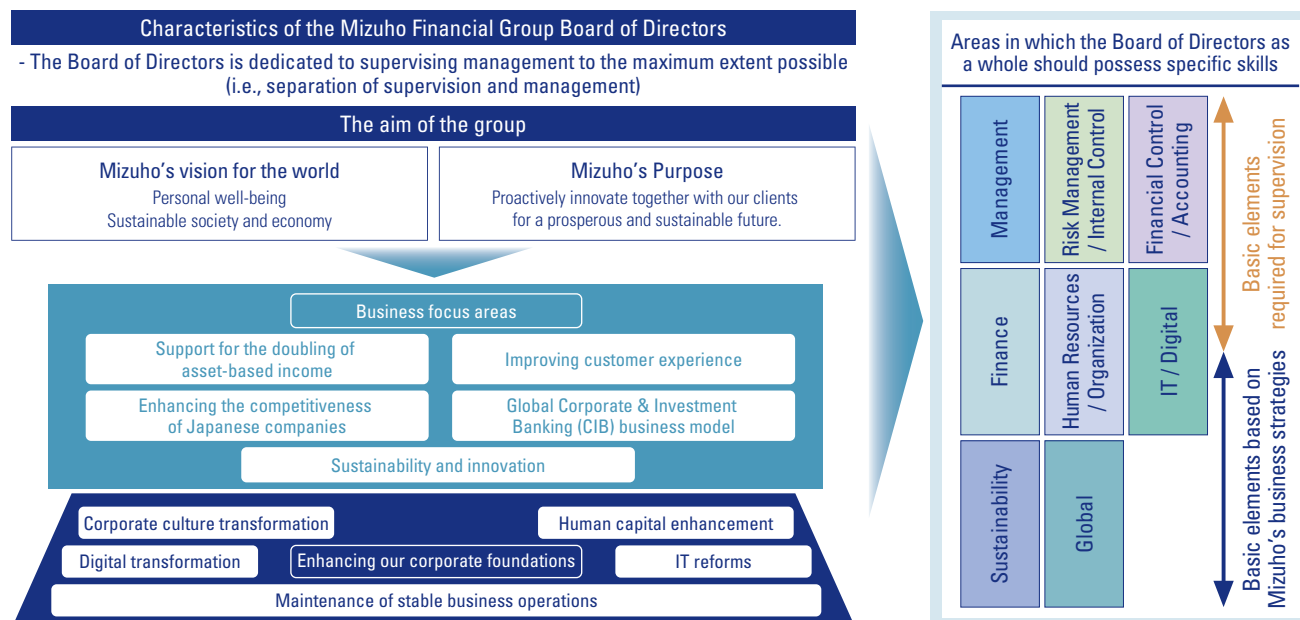 Characteristics of the Mizuho Financial Group Board of Directors
- The Board of Directors is dedicated to supervising management to the maximum extent possible
(i.e., separation of supervision and management)
The aim of the group
Mizuho's vision for the world
Personal well-being
Sustainable society and economy
Mizuho's Purpose
Proactively innovate together with our clients
for a prosperous and sustainable future.
Business focus areas
Support for the doubling of
asset-based income
Improving customer experience
Enhancing the competitiveness
of Japanese companies
Global Corporate & Investment
Banking (CIB) business model
Sustainability and innovation
Corporate culture transformation
Human capital enhancement
Digital transformation
Enhancing our corporate foundations
IT reforms
Maintenance of stable business operations
Areas in which the Board of Directors as
a whole should possess specific skills
Management
Risk Management
/ Internal Control
Financial Control
/ Accounting
Finance
Human Resources
/ Organization
IT / Digital
Sustainability
Global
Basic elements
required for supervision
Basic elements based on
Mizuho's business strategies